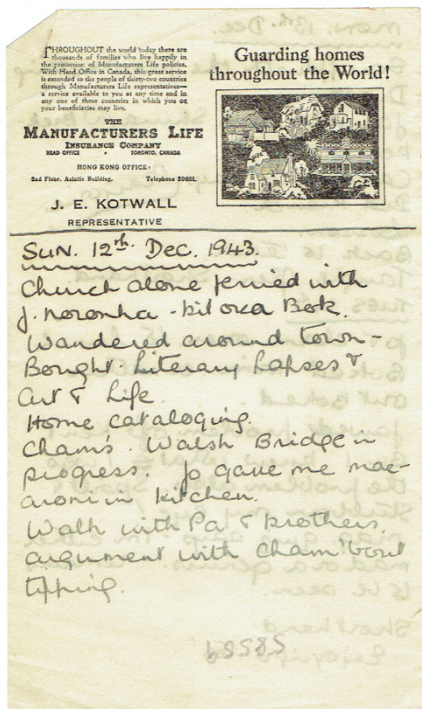 THROUGHOUT the world today there are
thousands of families who live happily in
the protection of Manufacturers Life policies.
With Head Office in Canada, this great service
is extended to the people of thirty-two countries
through Manufacturers Life representatives—
a service available to you at any time and in
any one of these countries in which you or
your beneficiaries may live.
THE
MANUFACTURERS LIFE
INSURANCE COMPANY
HEAD OFFICE • TORONTO, CANADA
HONG KONG OFFICE:
2nd Floor, Asiatic Building. Telephone 20601.
J. E. KOTWALL
REPRESENTATIVE
Guarding homes
throughout the World!
SUN. 12th. Dec. 1943.
Church alone ferried with
J. Noronha -
Wandered around town -
Bought Literary Lapses &
Art & Life.
Home cataloging.
Cham's. Walsh Bridge in
progress. Jo gave me mac-
aroni in kitchen.
Walk with Pa & brothers,
argument with Cham 'bout
tipping.